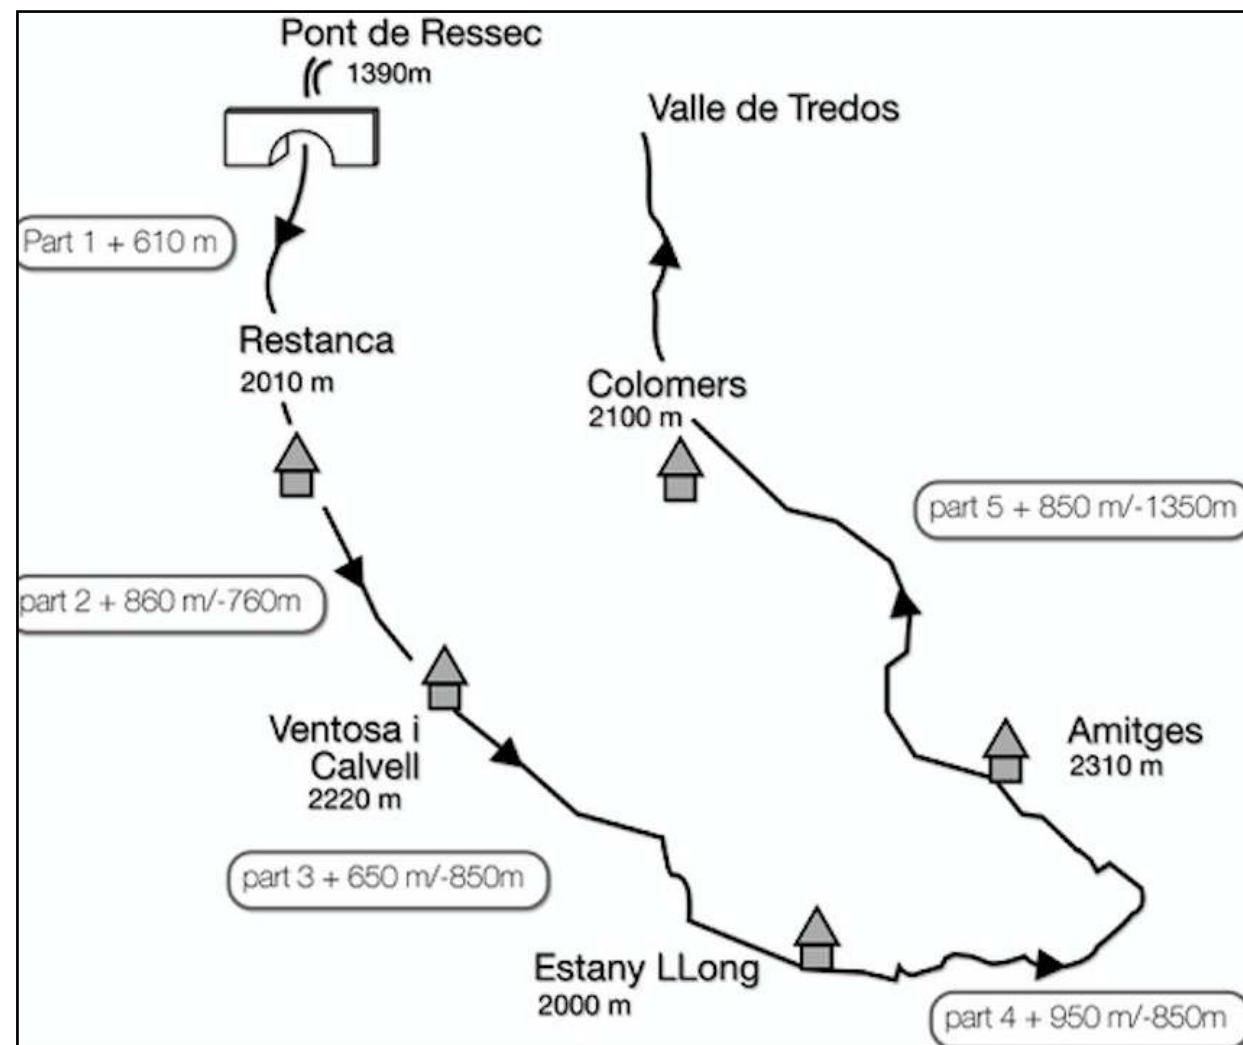 Pont de Ressec
1390m
Valle de Tredos
Part 1 + 610 m
Restanca
2010 m
Colomers
2100 m
part 5 + 850 m/-1350m
part 2 + 860 m/-760m
Ventosa i
Calvell
2220 m
Amitges
2310 m
part 3 + 650 m/-850m
Estany LLong
2000 m
part 4 + 950 m/-850m